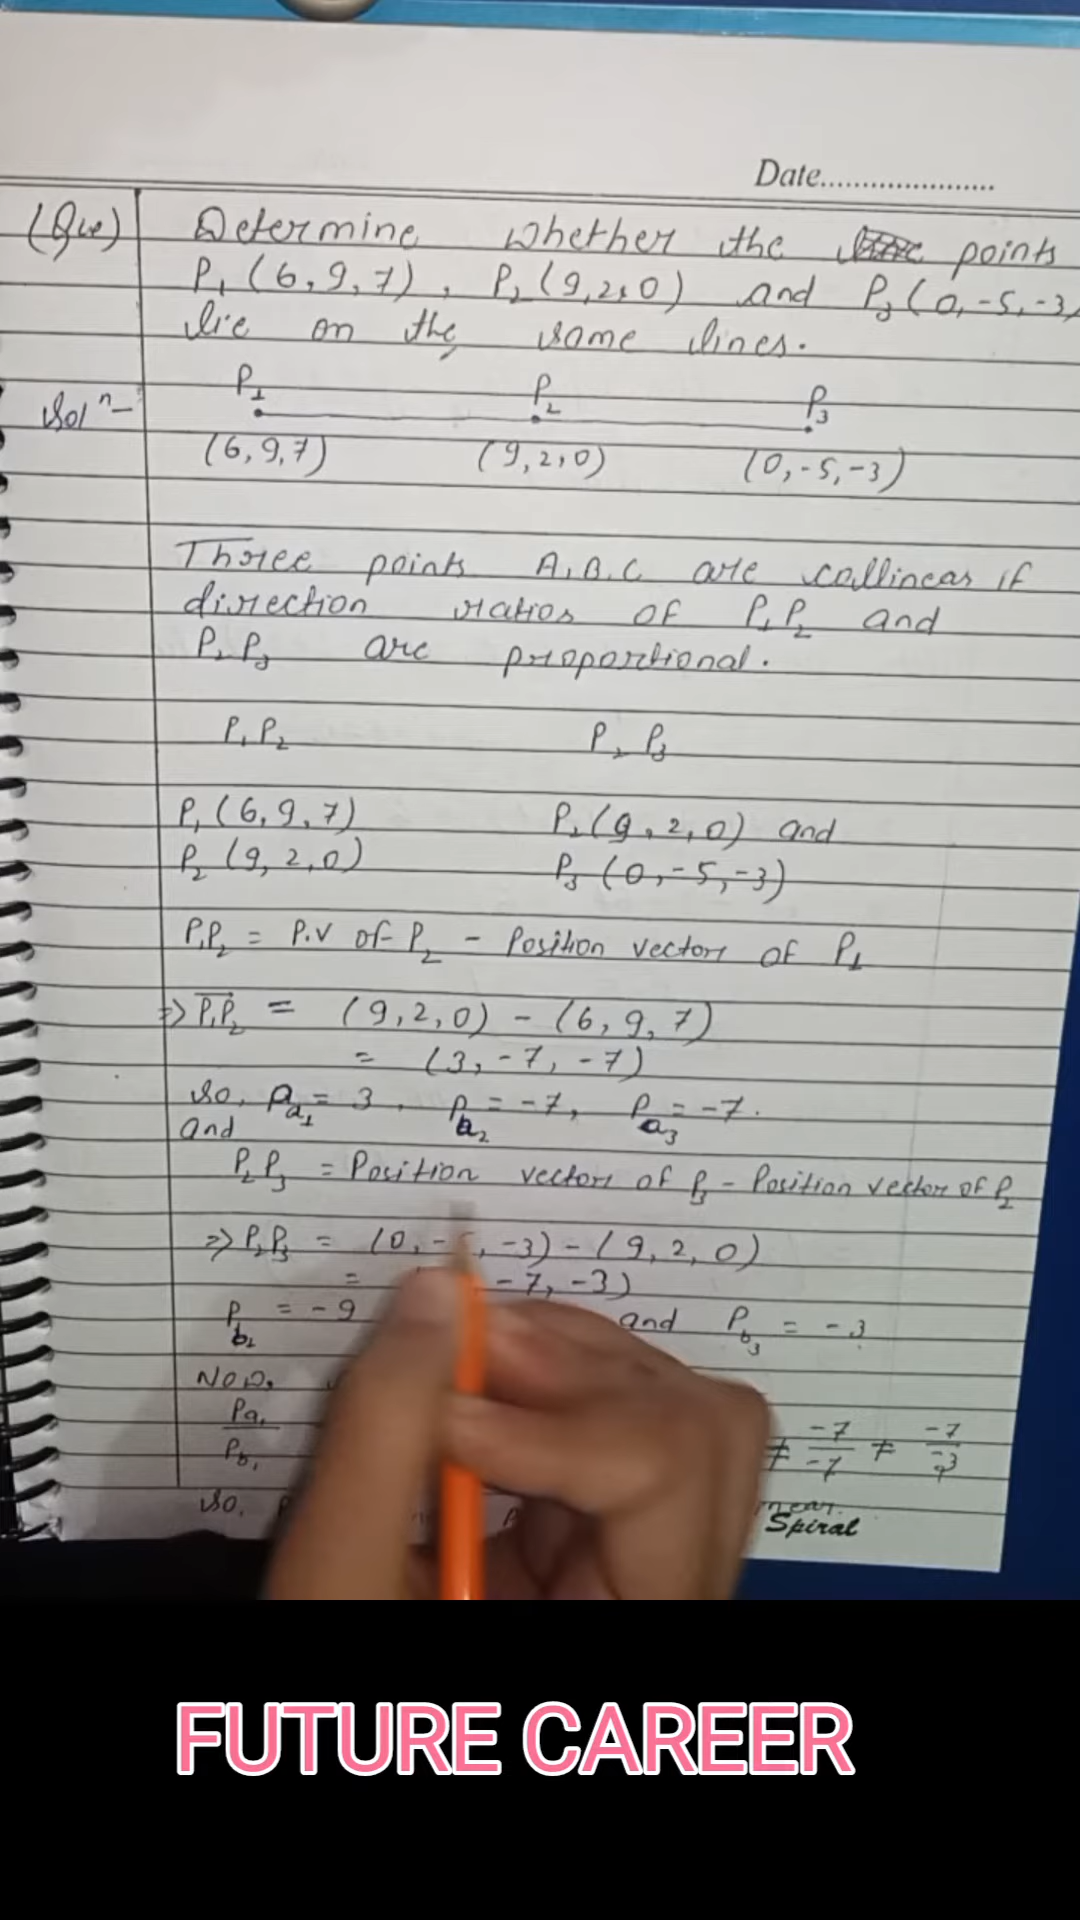 Date.....................
(Que) Determine whether the points
P₁ (6, 9, 7), P₂ (9, 2, 0) and P₃ (0, -5, -3)
lie on the same lines.
Solⁿ- P₁ P₂ P₃
(6, 9, 7) (9, 2, 0) (0, -5, -3)
Three points A, B, C are collinear if
direction ratios of P₁P₂ and
P₂P₃ are proportional.
P₁P₂ P₂P₃
P₁ (6, 9, 7) P₂ (9, 2, 0) and
P₂ (9, 2, 0) P₃ (0, -5, -3)
P₁P₂ = P.V of P₂ - Position vector of P₁
=> P₁P₂ = (9, 2, 0) - (6, 9, 7)
= (3, -7, -7)
So, Pa₁ = 3, Pa₂ = -7, Pa₃ = -7.
and
P₂P₃ = Position vector of P₃ - Position vector of P₂
=> P₂P₃ = (0, -5, -3) - (9, 2, 0)
= -7, -3)
Pb₁ = -9 and Pb₃ = -3
Now,
Pa₁/Pb₁ ≠ -7/-7 ≠ -7/-3
So,
Spiral
FUTURE CAREER